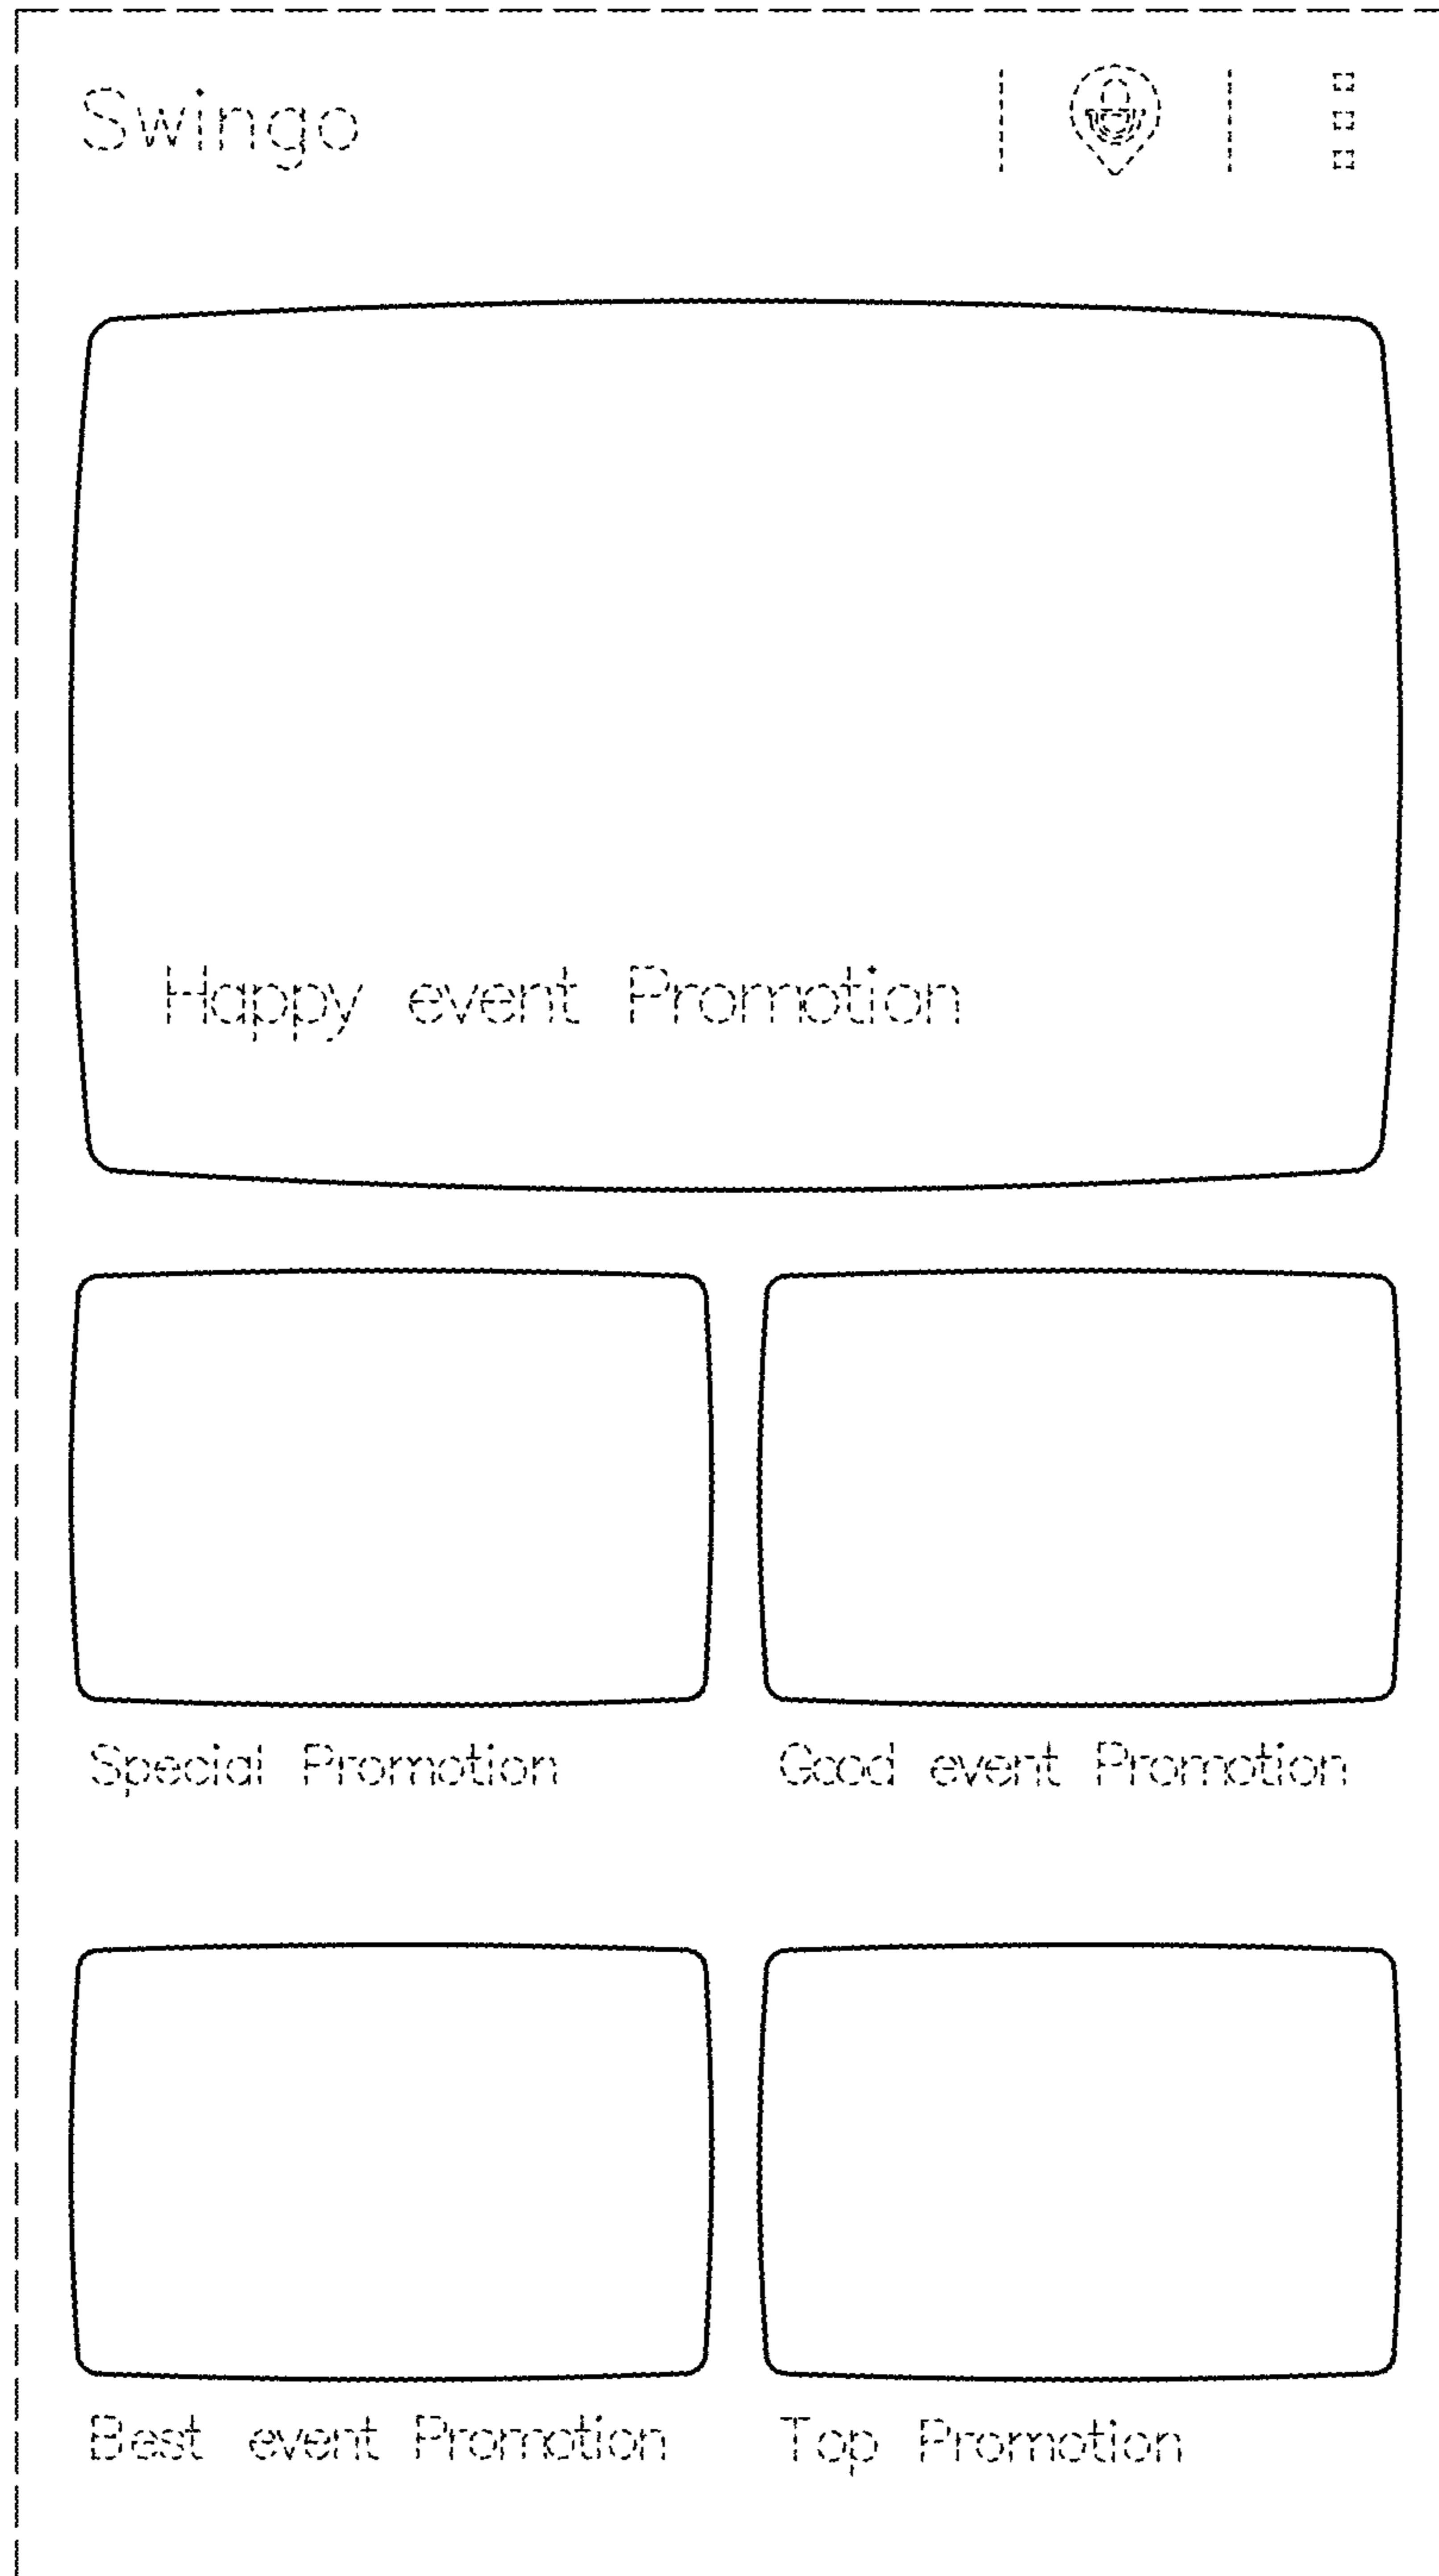 Swingo
Happy event Promotion
Special Promotion
Good event Promotion
Best event Promotion
Top Promotion